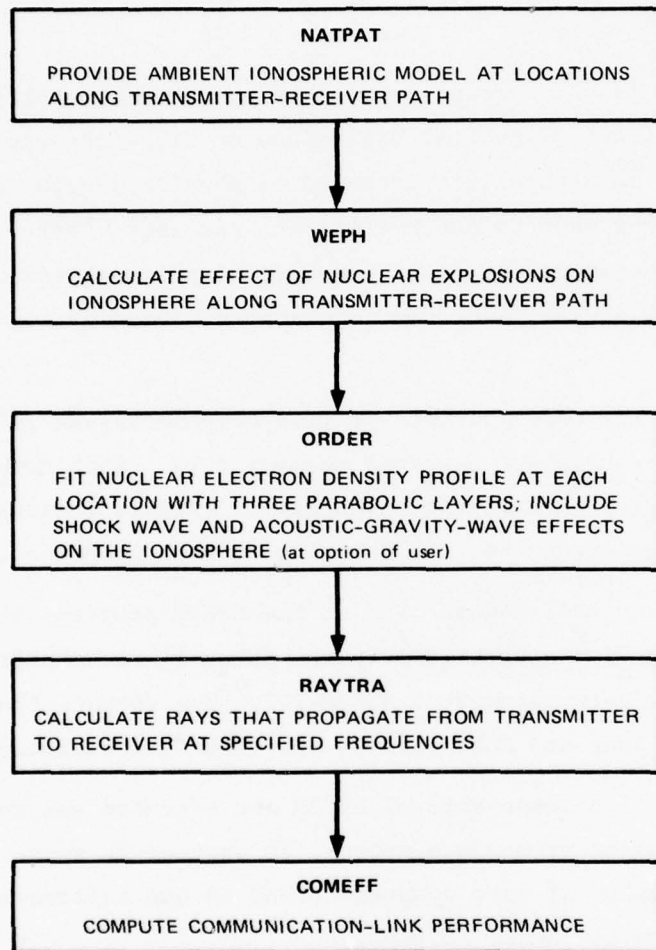 NATPAT
PROVIDE AMBIENT IONOSPHERIC MODEL AT LOCATIONS
ALONG TRANSMITTER-RECEIVER PATH
WEPH
CALCULATE EFFECT OF NUCLEAR EXPLOSIONS ON
IONOSPHERE ALONG TRANSMITTER-RECEIVER PATH
ORDER
FIT NUCLEAR ELECTRON DENSITY PROFILE AT EACH
LOCATION WITH THREE PARABOLIC LAYERS; INCLUDE
SHOCK WAVE AND ACOUSTIC-GRAVITY-WAVE EFFECTS
ON THE IONOSPHERE (at option of user)
RAYTRA
CALCULATE RAYS THAT PROPAGATE FROM TRANSMITTER
TO RECEIVER AT SPECIFIED FREQUENCIES
COMEFF
COMPUTE COMMUNICATION-LINK PERFORMANCE